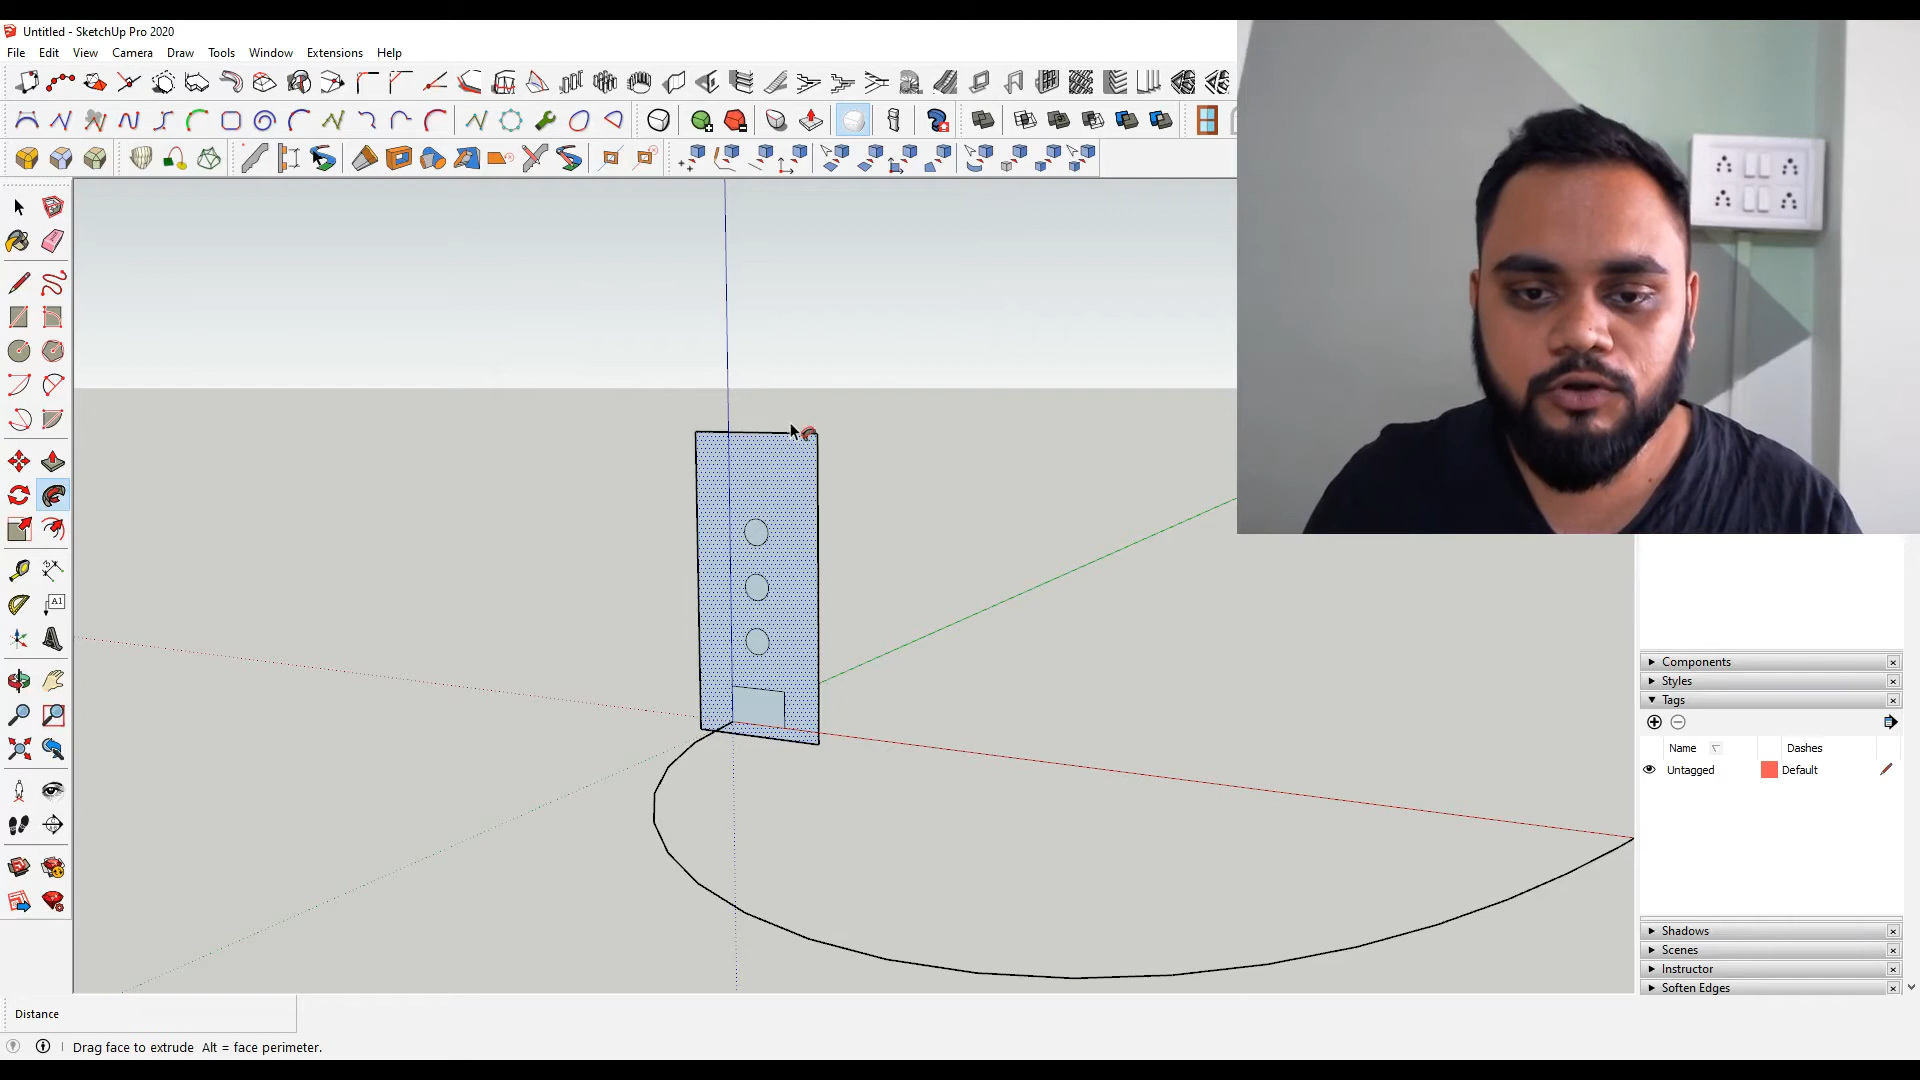 Untitled - SketchUp Pro 2020
File Edit View Camera Draw Tools Window Extensions Help
A1
Components
Styles
Tags
Name Dashes
Untagged Default
Shadows
Scenes
Instructor
Soften Edges
Distance
Drag face to extrude Alt = face perimeter.